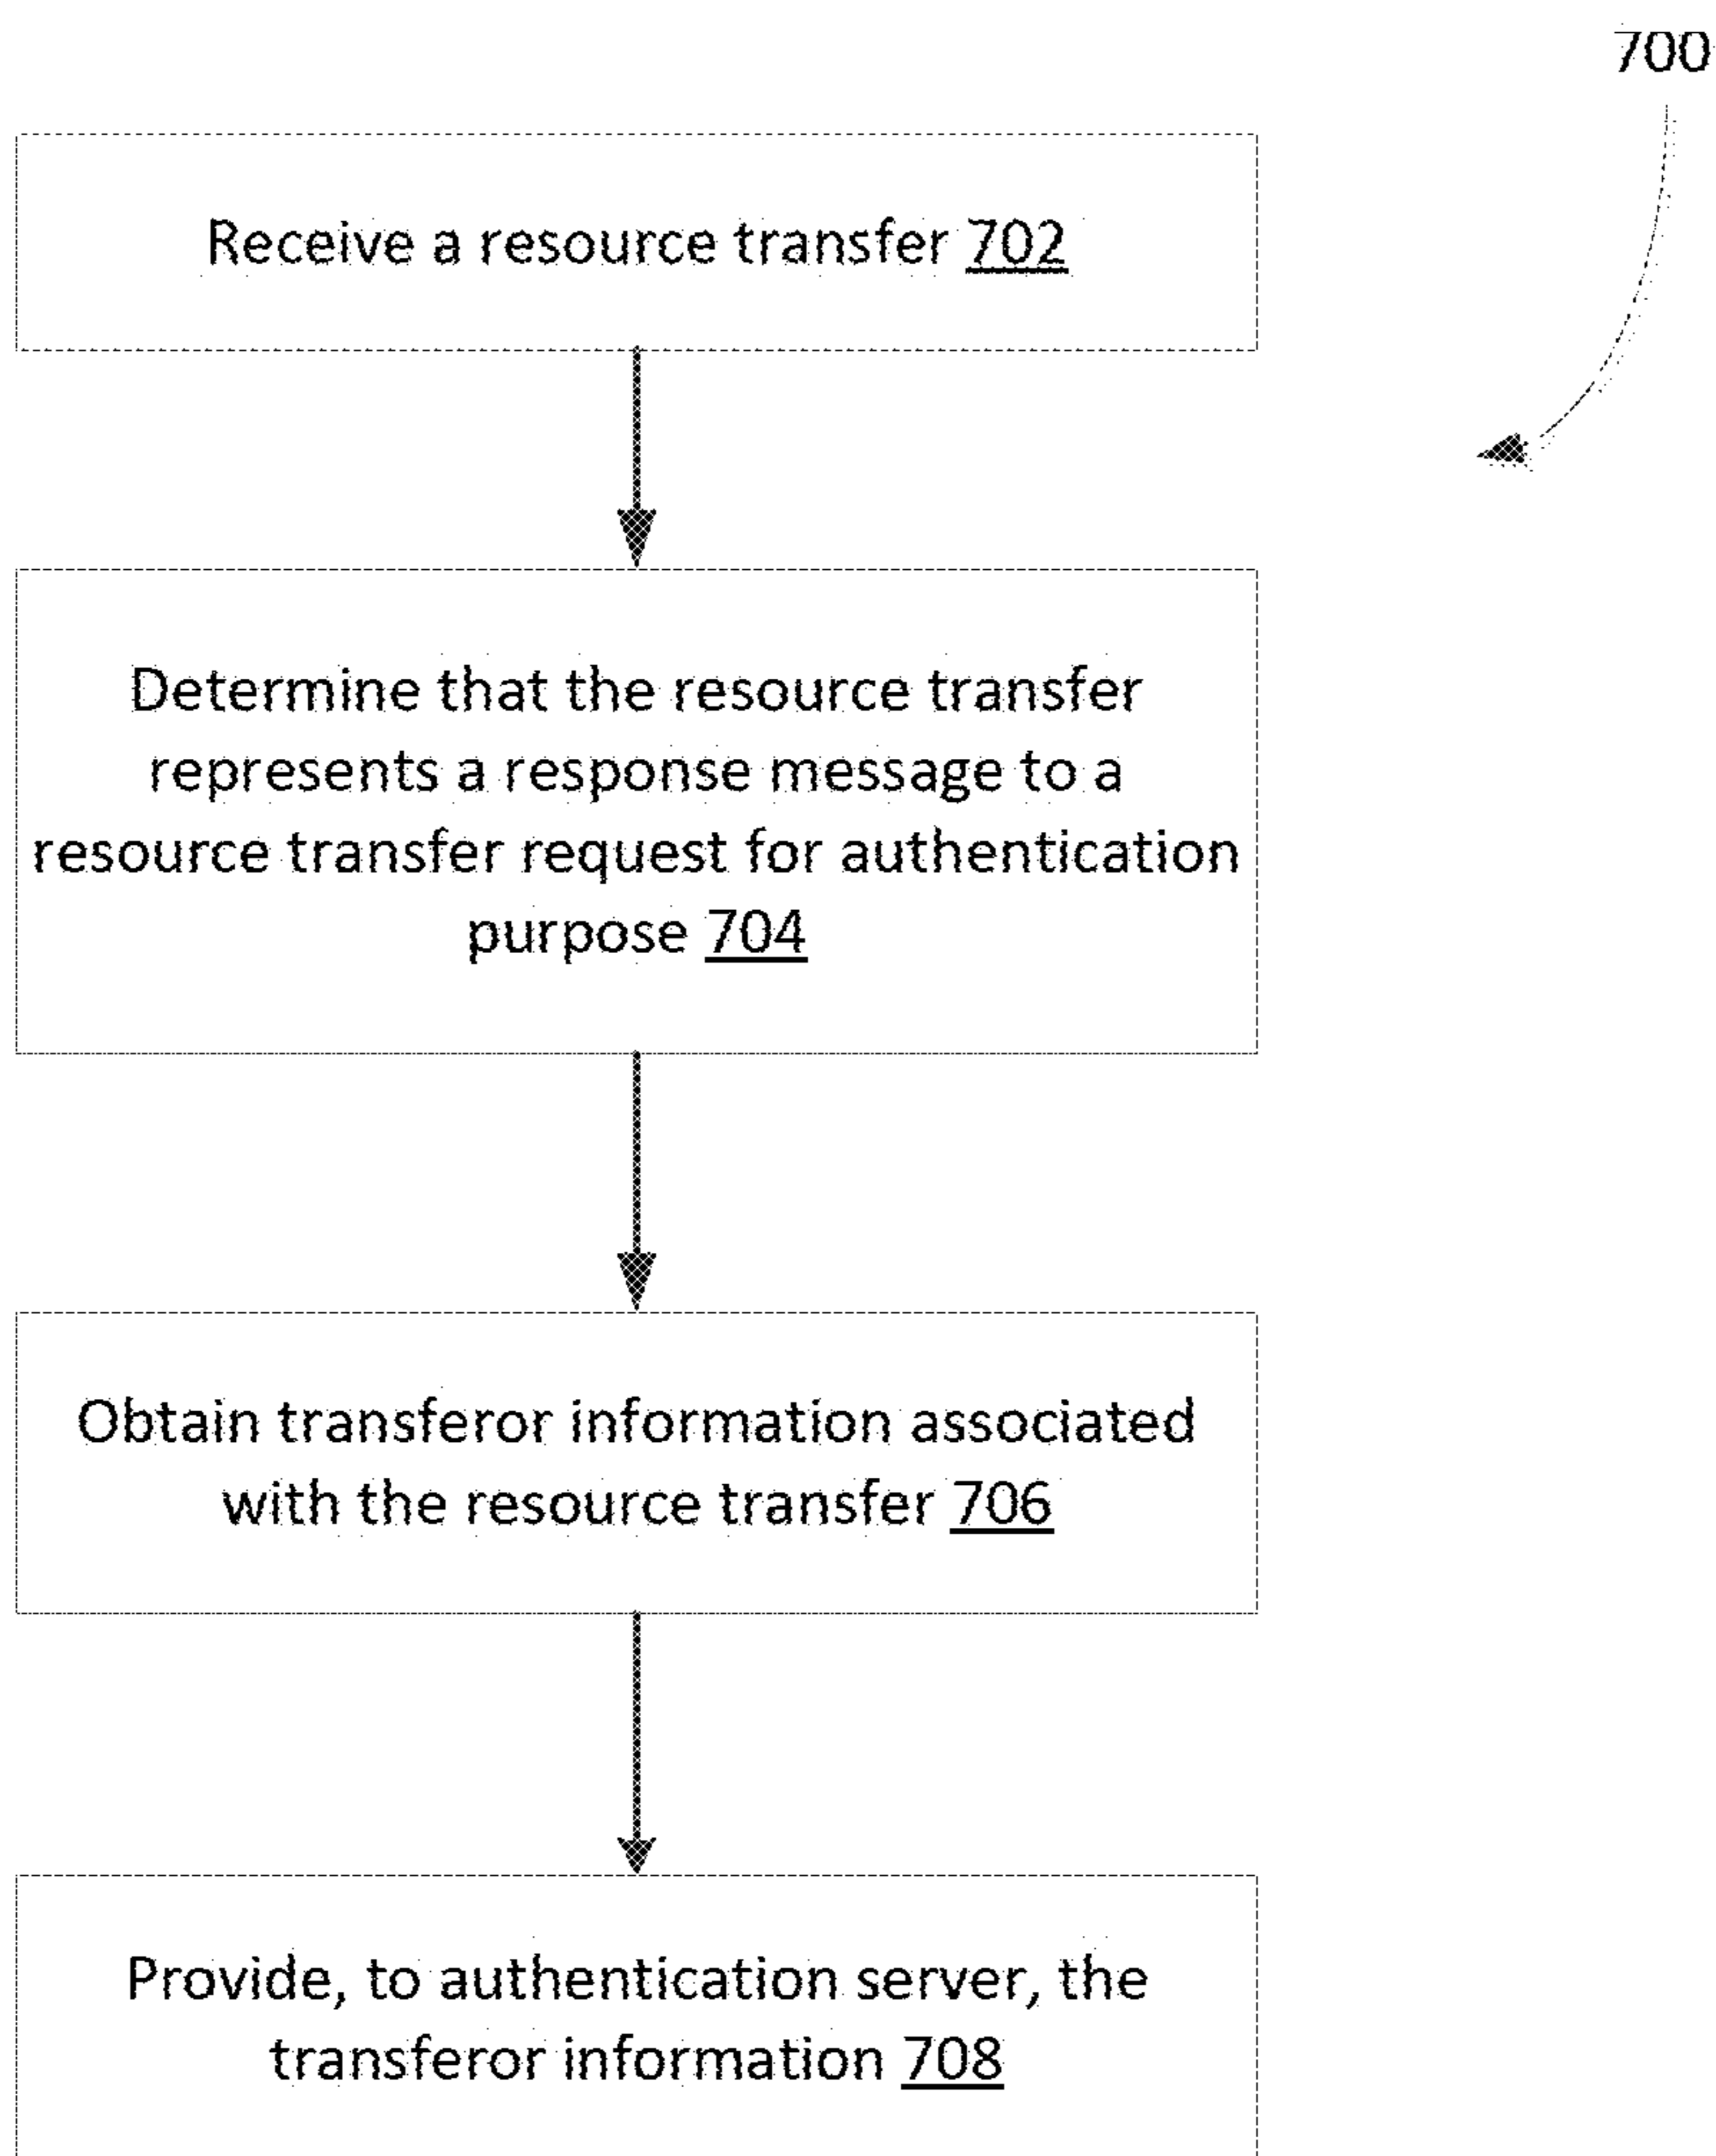 700
Receive a resource transfer 702
Determine that the resource transfer
represents a response message to a
resource transfer request for authentication
purpose 704
Obtain transferor information associated
with the resource transfer 706
Provide, to authentication server, the
transferor information 708